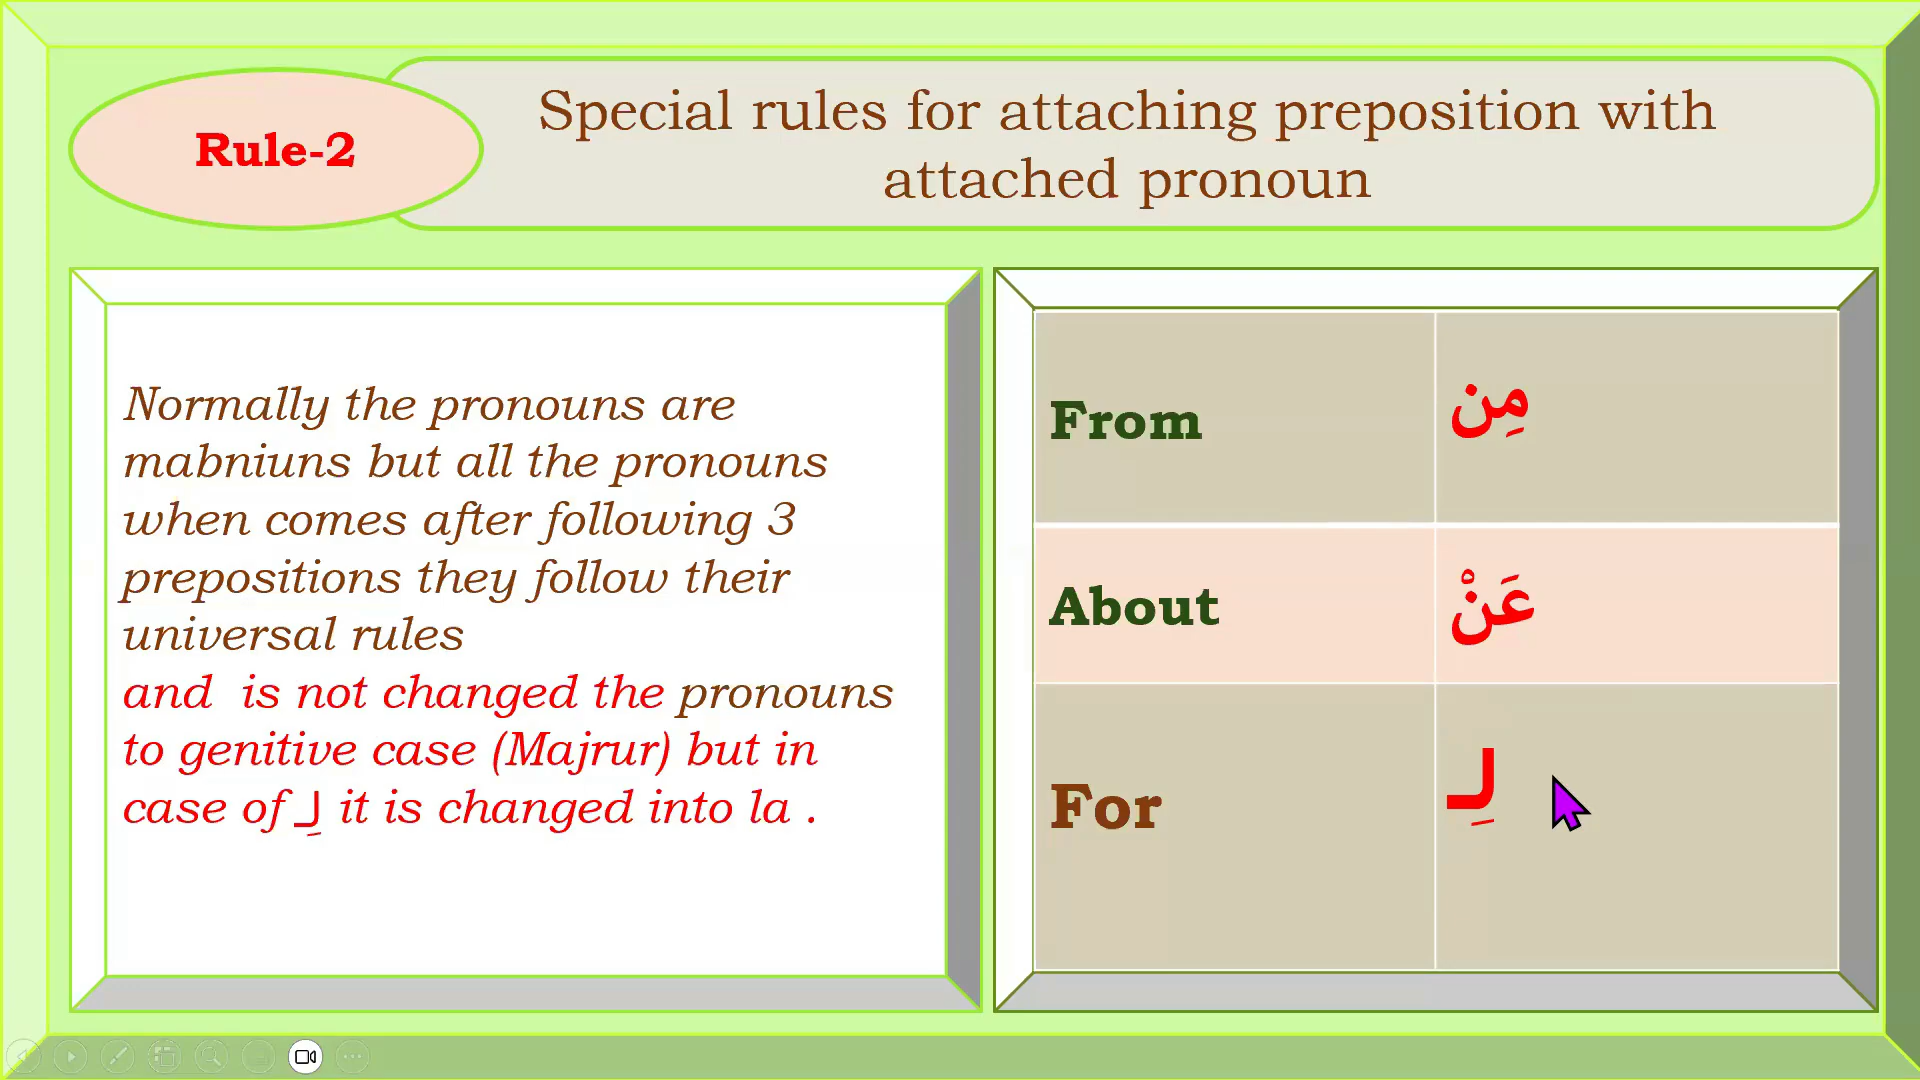 Rule-2
Special rules for attaching preposition with
attached pronoun
Normally the pronouns are
mabniuns but all the pronouns
when comes after following 3
prepositions they follow their
universal rules
and is not changed the pronouns
to genitive case (Majrur) but in
case of لِـ it is changed into la .
From مِن
About عَنْ
For لِـ